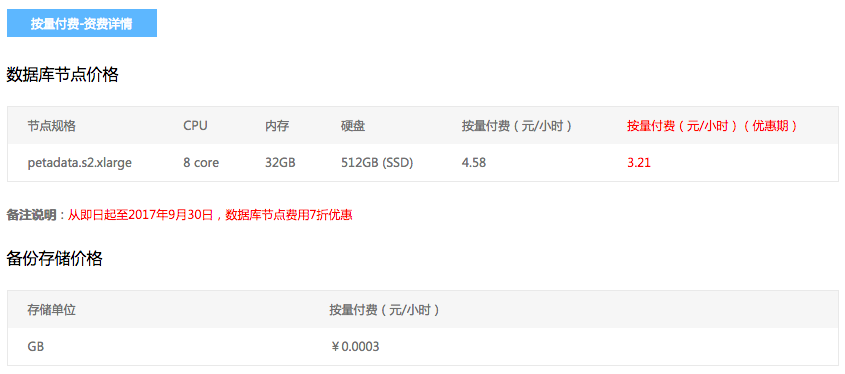 按量付费-资费详情
数据库节点价格
节点规格 CPU 内存 硬盘 按量付费（元/小时） 按量付费（元/小时）（优惠期）
petadata.s2.xlarge 8 core 32GB 512GB (SSD) 4.58 3.21
备注说明：从即日起至2017年9月30日，数据库节点费用7折优惠
备份存储价格
存储单位 按量付费（元/小时）
GB ￥0.0003